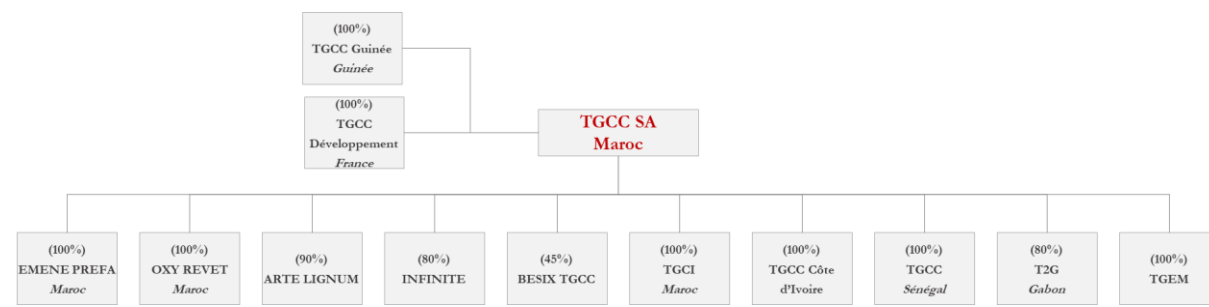 (100%)
TGCC Guinée
Guinée
(100%)
TGCC
Développement
France
TGCC SA
Maroc
(100%)
EMENE PREFA
Maroc
(100%)
OXY REVET
Maroc
(90%)
ARTE LIGNUM
(80%)
INFINITE
(45%)
BESIX TGCC
(100%)
TGCI
Maroc
(100%)
TGCC Côte
d’Ivoire
(100%)
TGCC
Sénégal
(80%)
T2G
Gabon
(100%)
TGEM